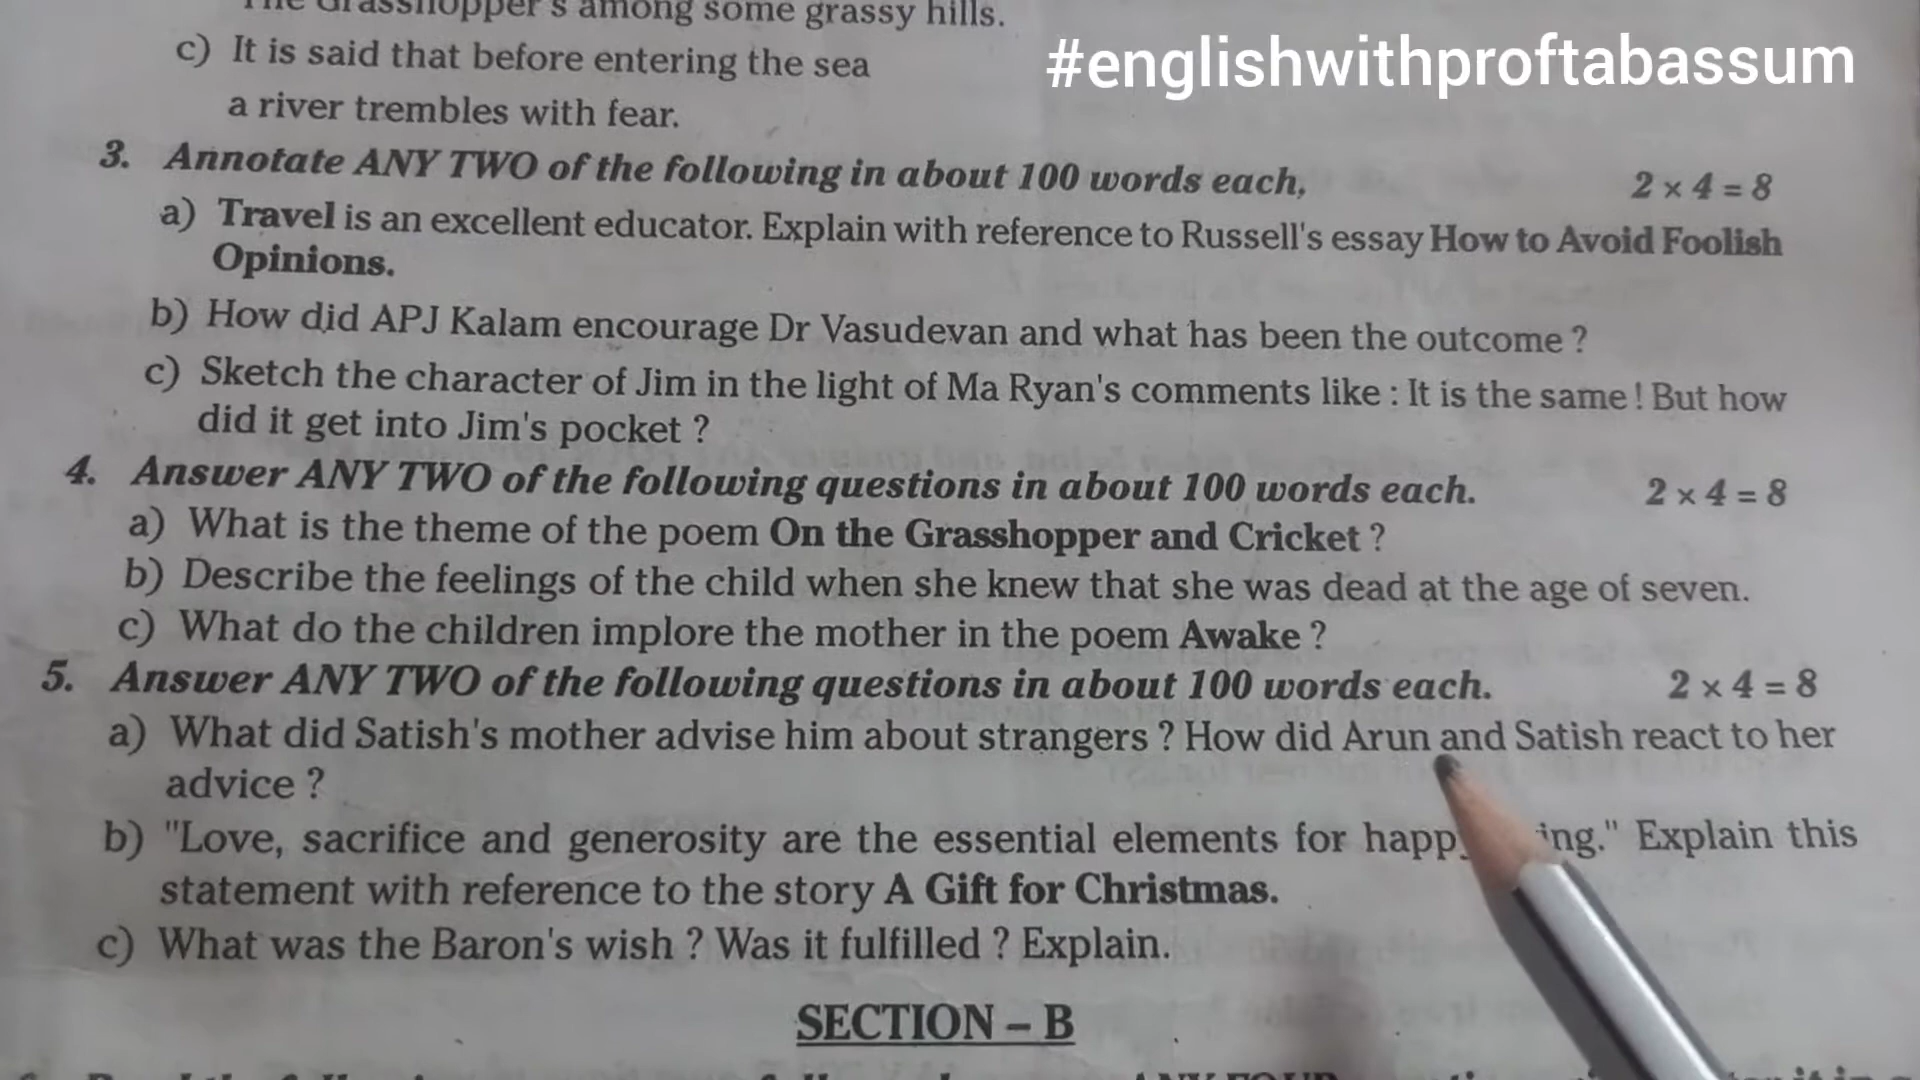 Grasshopper's among some grassy hills.
#englishwithproftabassum
c) It is said that before entering the sea
a river trembles with fear.
3. Annotate ANY TWO of the following in about 100 words each, 2 × 4 = 8
a) Travel is an excellent educator. Explain with reference to Russell's essay How to Avoid Foolish
Opinions.
b) How did APJ Kalam encourage Dr Vasudevan and what has been the outcome ?
c) Sketch the character of Jim in the light of Ma Ryan's comments like : It is the same ! But how
did it get into Jim's pocket ?
4. Answer ANY TWO of the following questions in about 100 words each. 2 × 4 = 8
a) What is the theme of the poem On the Grasshopper and Cricket ?
b) Describe the feelings of the child when she knew that she was dead at the age of seven.
c) What do the children implore the mother in the poem Awake ?
5. Answer ANY TWO of the following questions in about 100 words each. 2 × 4 = 8
a) What did Satish's mother advise him about strangers ? How did Arun and Satish react to her
advice ?
b) "Love, sacrifice and generosity are the essential elements for Explain this
statement with reference to the story A Gift for Christmas.
c) What was the Baron's wish ? Was it fulfilled ? Explain.
SECTION – B